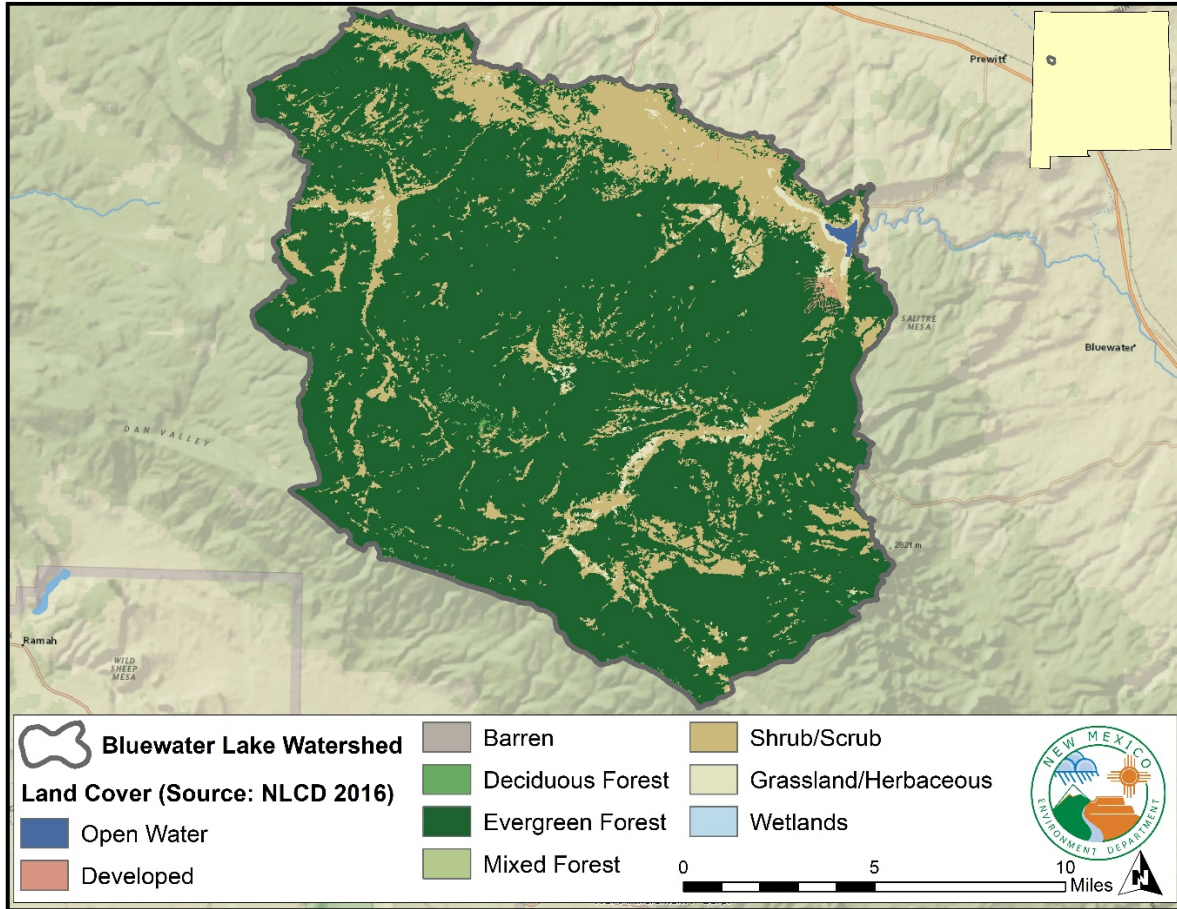 Prewitt
SALITRE
MESA
Bluewater
DAN VALLEY
2821 m
Ramah
WILD
SHEEP
MESA
Bluewater Lake Watershed
Land Cover (Source: NLCD 2016)
Open Water
Developed
Barren
Deciduous Forest
Evergreen Forest
Mixed Forest
Shrub/Scrub
Grassland/Herbaceous
Wetlands
0 5 10
Miles
N
NEW MEXICO
ENVIRONMENT DEPARTMENT